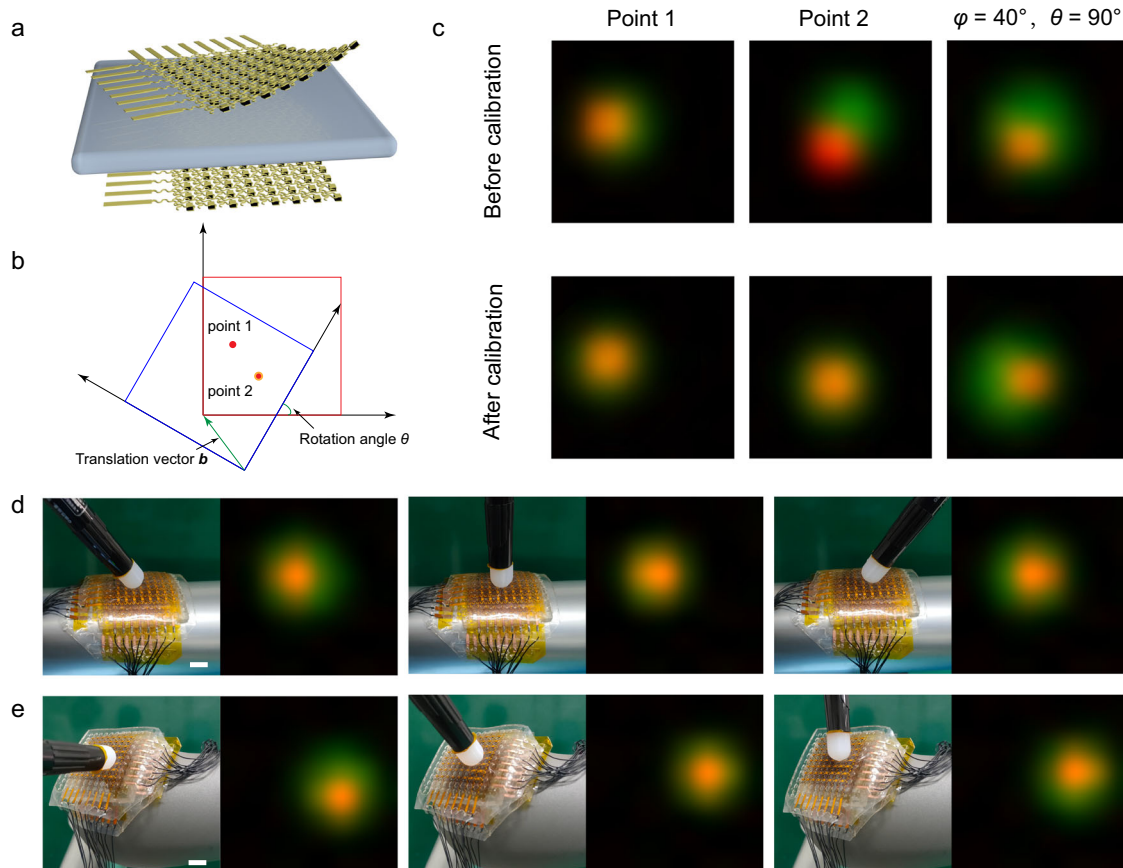 a
c
Point 1
Point 2
φ = 40°, θ = 90°
Before calibration
b
point 1
point 2
Rotation angle θ
Translation vector b
After calibration
d
e